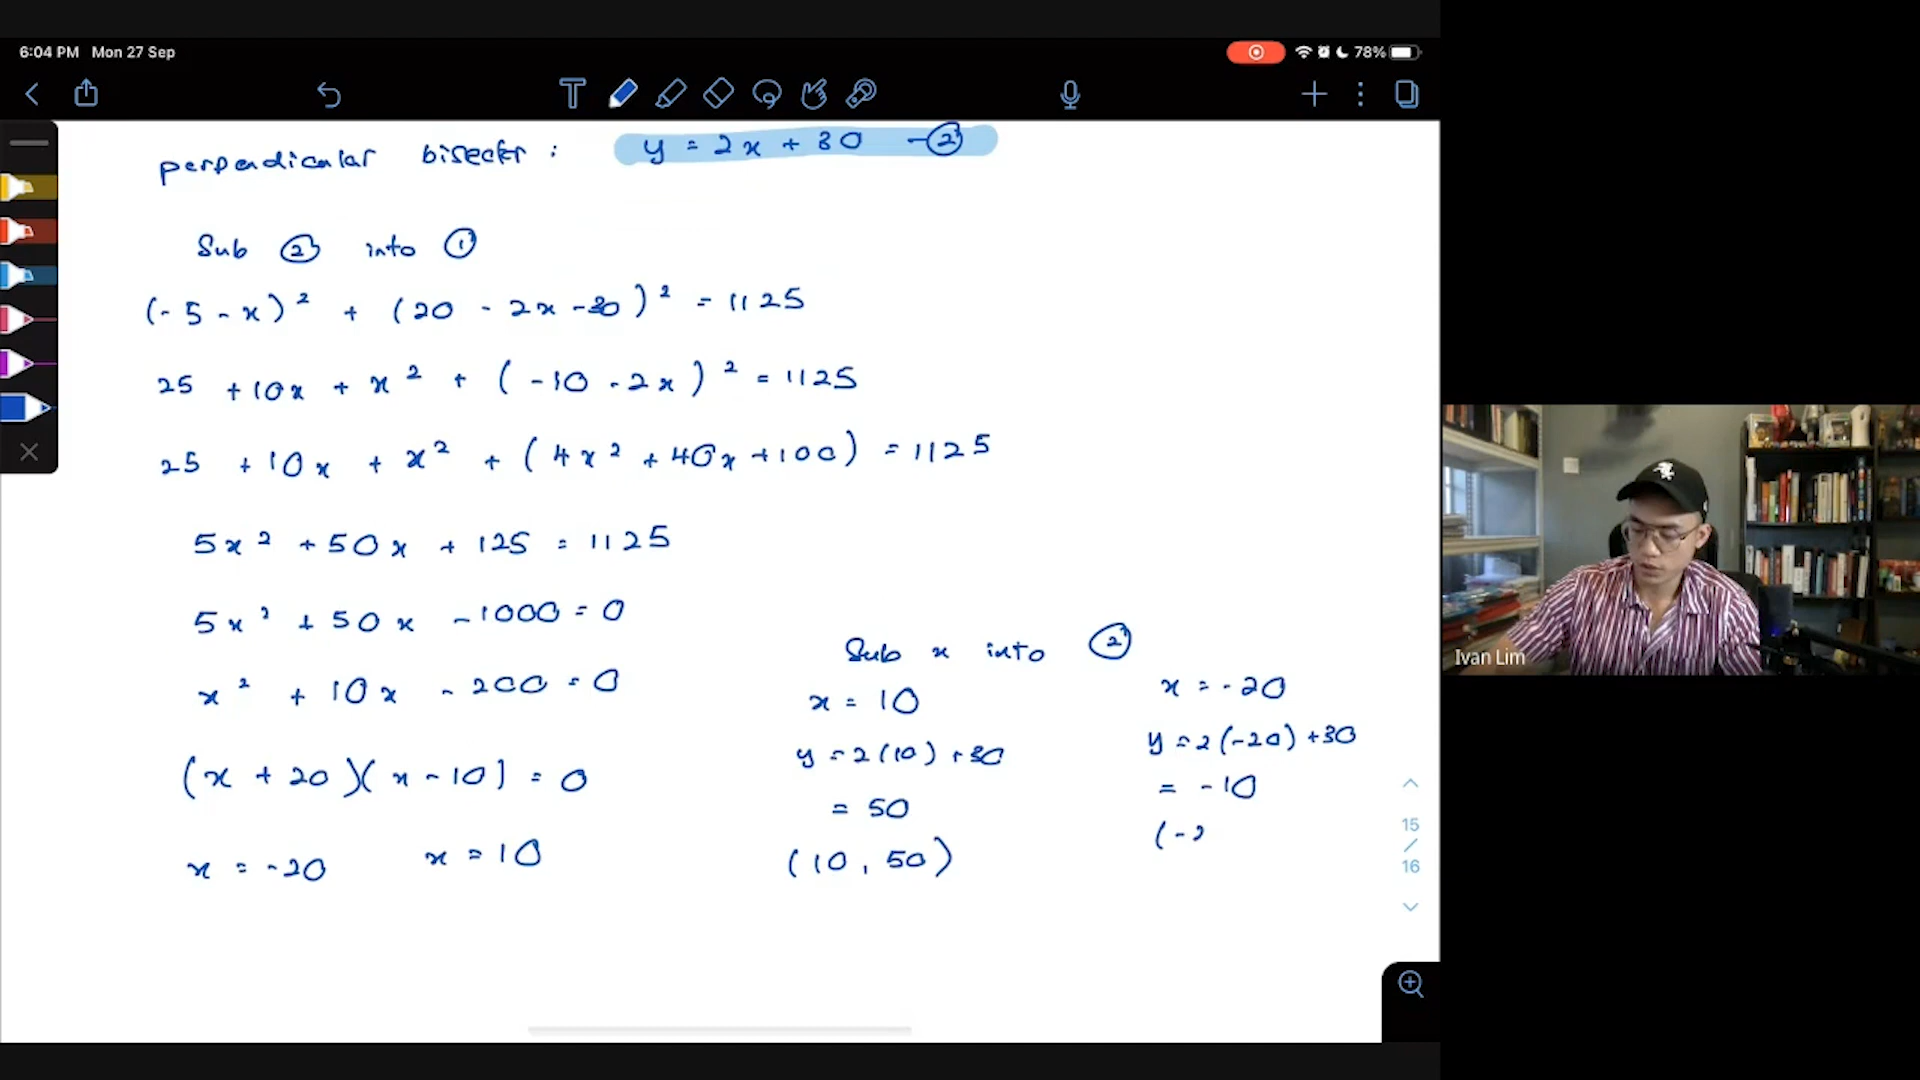 6:04 PM Mon 27 Sep
78%
T
perpendicular bisector : y = 2x + 30 - ②
Sub ② into ①
(-5 - x)² + (20 - 2x - 30)² = 1125
25 + 10x + x² + (-10 - 2x)² = 1125
25 + 10x + x² + (4x² + 40x + 100) = 1125
5x² + 50x + 125 = 1125
5x² + 50x - 1000 = 0
x² + 10x - 200 = 0
(x + 20)(x - 10) = 0
x = -20 x = 10
Sub x into ②
x = 10
y = 2(10) + 30
= 50
(10, 50)
x = -20
y = 2(-20) + 30
= -10
(-2
15
/
16
Ivan Lim